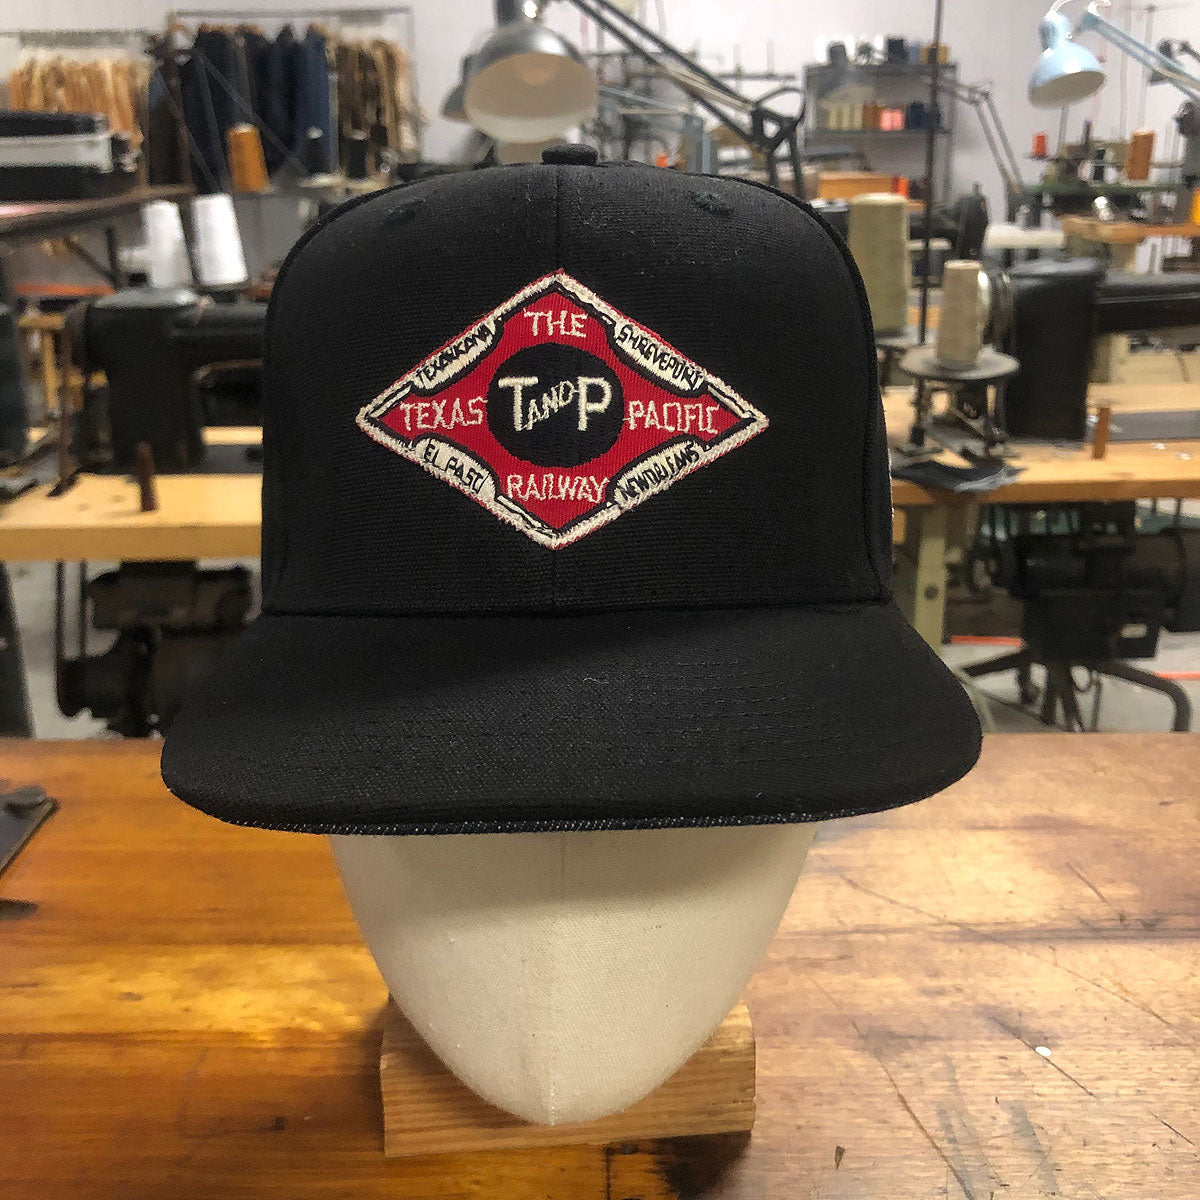 THE
TEXARKANA
SHREVEPORT
TEXAS
T AND P
PACIFIC
EL PASO
RAILWAY
NEW ORLEANS